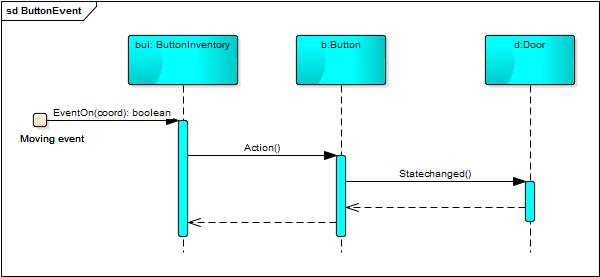 sd ButtonEvent
bui: ButtonInventory
b:Button
d:Door
EventOn(coord): boolean
Moving event
Action()
Statechanged()